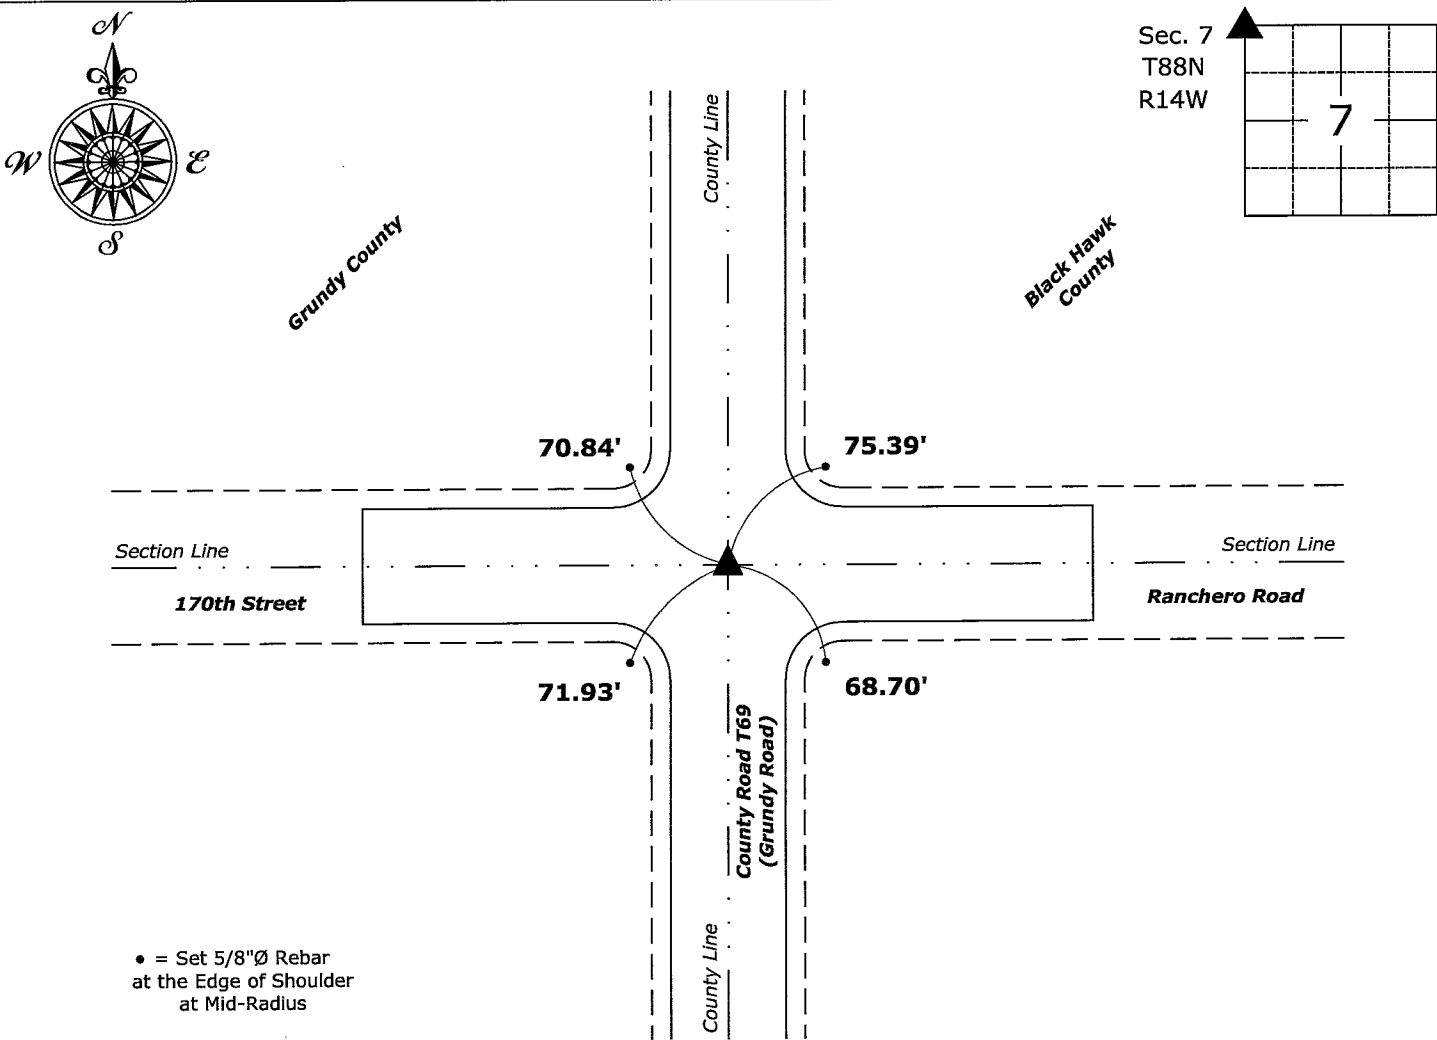 N
W
E
S
Sec. 7
T88N
R14W
7
County Line
Grundy County
Black Hawk
County
70.84'
75.39'
Section Line
Section Line
170th Street
Ranchero Road
71.93'
68.70'
County Road T69
(Grundy Road)
County Line
• = Set 5/8"Ø Rebar
at the Edge of Shoulder
at Mid-Radius